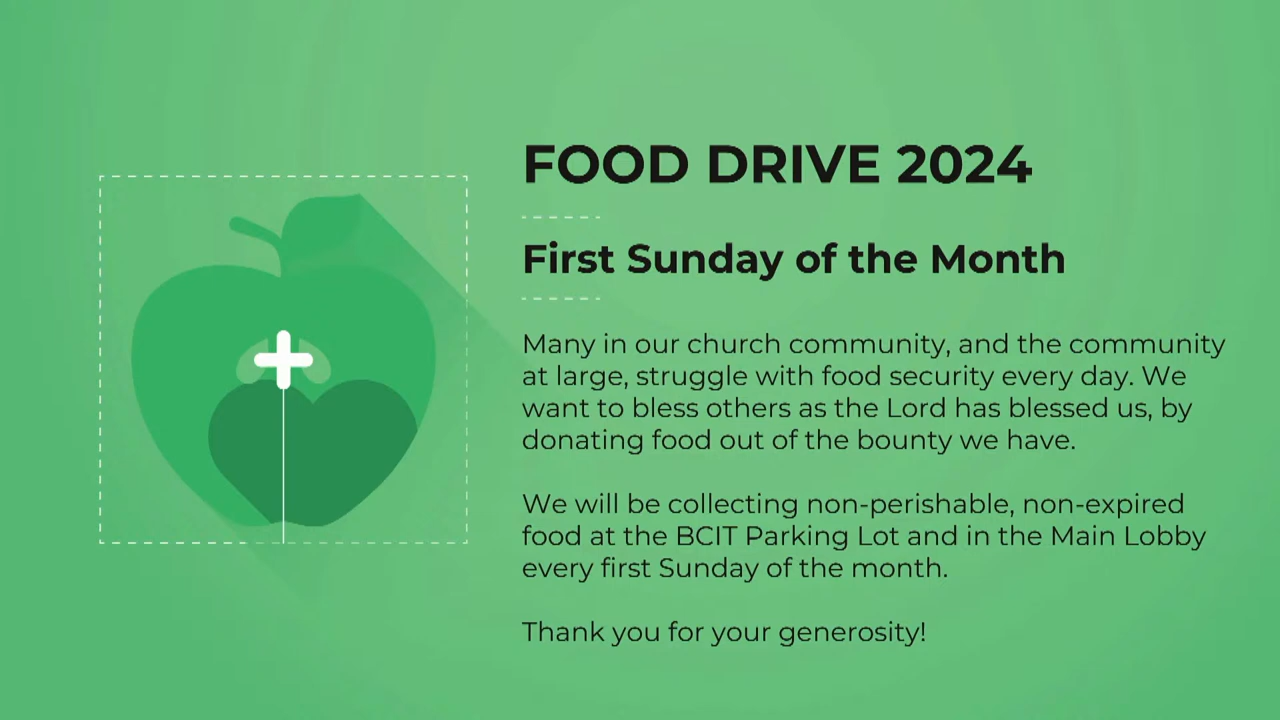 FOOD DRIVE 2024
First Sunday of the Month
Many in our church community, and the community
at large, struggle with food security every day. We
want to bless others as the Lord has blessed us, by
donating food out of the bounty we have.
We will be collecting non-perishable, non-expired
food at the BCIT Parking Lot and in the Main Lobby
every first Sunday of the month.
Thank you for your generosity!